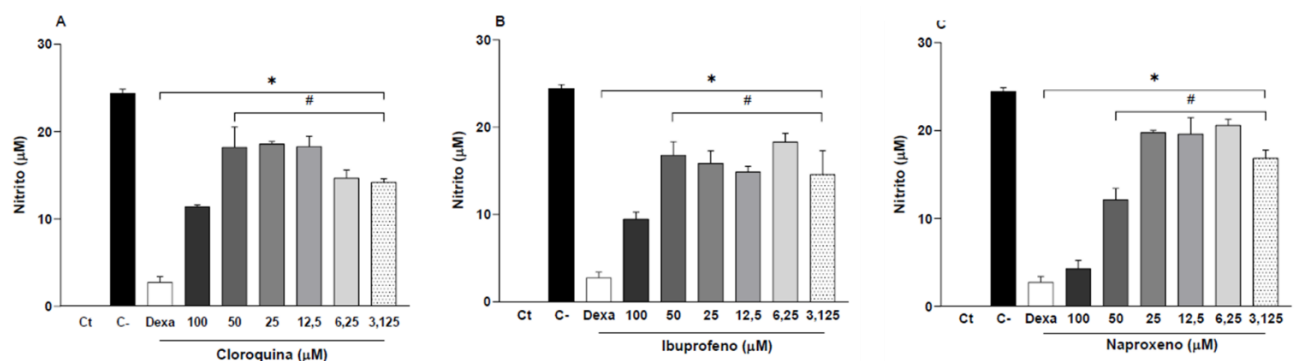 A
30
20
10
0
Nitrito (μM)
*
#
Ct C- Dexa 100 50 25 12,5 6,25 3,125
Cloroquina (μM)
B
30
20
10
0
Nitrito (μM)
*
#
Ct C- Dexa 100 50 25 12,5 6,25 3,125
Ibuprofeno (μM)
C
30
20
10
0
Nitrito (μM)
*
#
Ct C- Dexa 100 50 25 12,5 6,25 3,125
Naproxeno (μM)